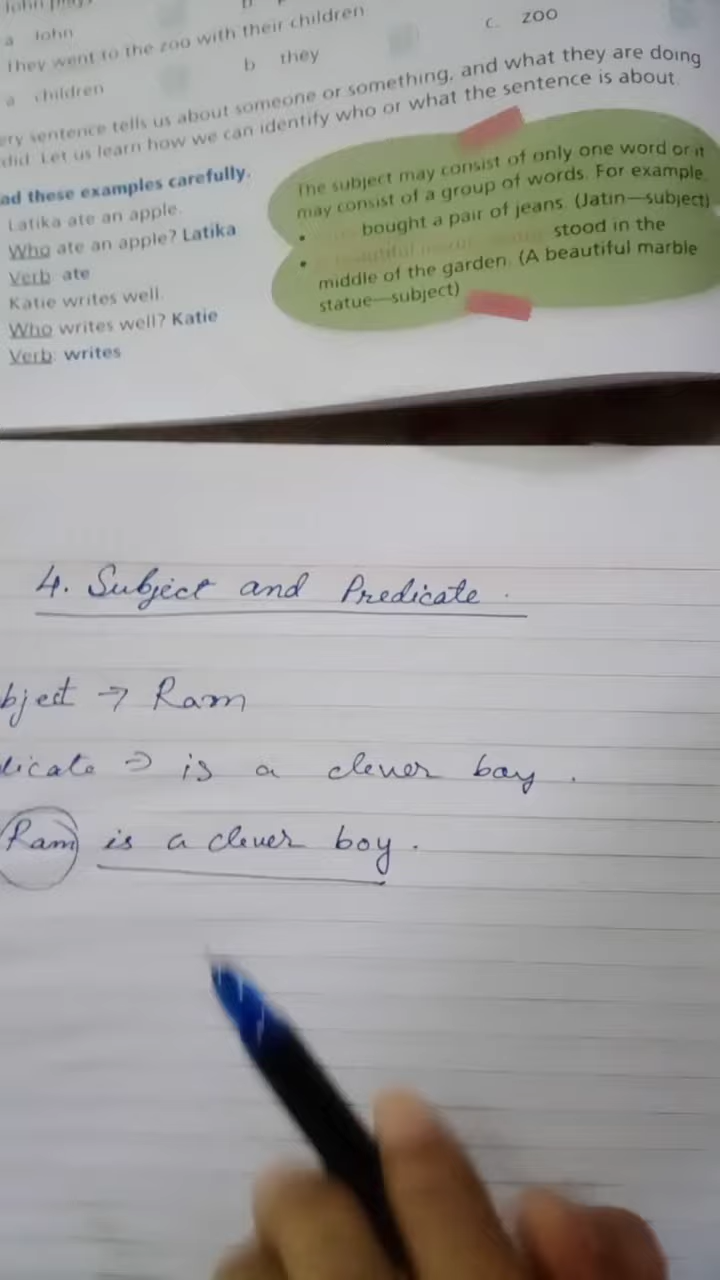 a John
They went to the zoo with their children
a children b they c. zoo
ery sentence tells us about someone or something, and what they are doing
did. Let us learn how we can identify who or what the sentence is about.
ad these examples carefully.
Latika ate an apple.
Who ate an apple? Latika
Verb: ate
Katie writes well.
Who writes well? Katie
Verb: writes
The subject may consist of only one word or it
may consist of a group of words. For example,
• bought a pair of jeans. (Jatin—subject)
• stood in the
middle of the garden. (A beautiful marble
statue—subject)
4. Subject and Predicate.
bject → Ram
dicate → is a clever boy.
Ram is a clever boy.